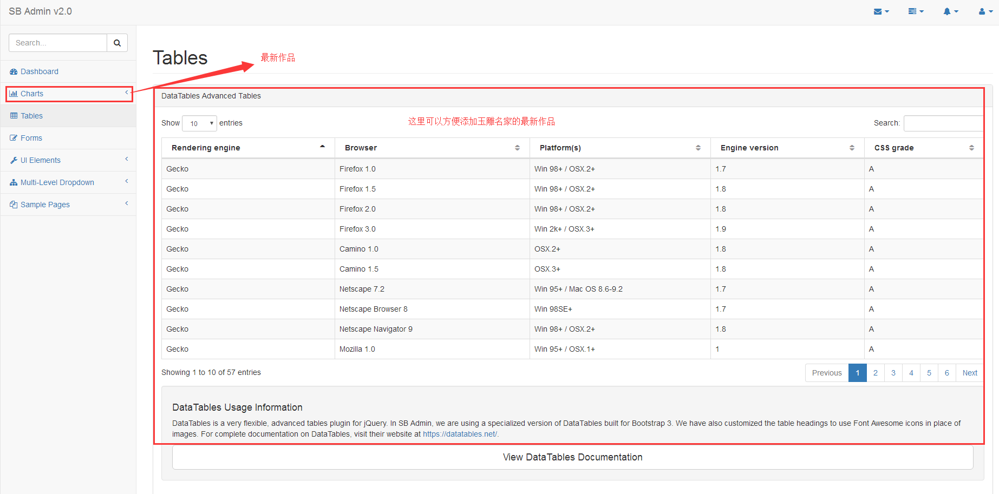 SB Admin v2.0
Search...
Dashboard
Charts
Tables
Forms
UI Elements
Multi-Level Dropdown
Sample Pages
Tables
最新作品
DataTables Advanced Tables
Show 10 entries
这里可以方便添加玉雕名家的最新作品
Search:
Rendering engine Browser Platform(s) Engine version CSS grade
Gecko Firefox 1.0 Win 98+ / OSX.2+ 1.7 A
Gecko Firefox 1.5 Win 98+ / OSX.2+ 1.8 A
Gecko Firefox 2.0 Win 98+ / OSX.2+ 1.8 A
Gecko Firefox 3.0 Win 2k+ / OSX.3+ 1.9 A
Gecko Camino 1.0 OSX.2+ 1.8 A
Gecko Camino 1.5 OSX.3+ 1.8 A
Gecko Netscape 7.2 Win 95+ / Mac OS 8.6-9.2 1.7 A
Gecko Netscape Browser 8 Win 98SE+ 1.7 A
Gecko Netscape Navigator 9 Win 98+ / OSX.2+ 1.8 A
Gecko Mozilla 1.0 Win 95+ / OSX.1+ 1 A
Showing 1 to 10 of 57 entries
Previous 1 2 3 4 5 6 Next
DataTables Usage Information
DataTables is a very flexible, advanced tables plugin for jQuery. In SB Admin, we are using a specialized version of DataTables built for Bootstrap 3. We have also customized the table headings to use Font Awesome icons in place of
images. For complete documentation on DataTables, visit their website at https://datatables.net/.
View DataTables Documentation